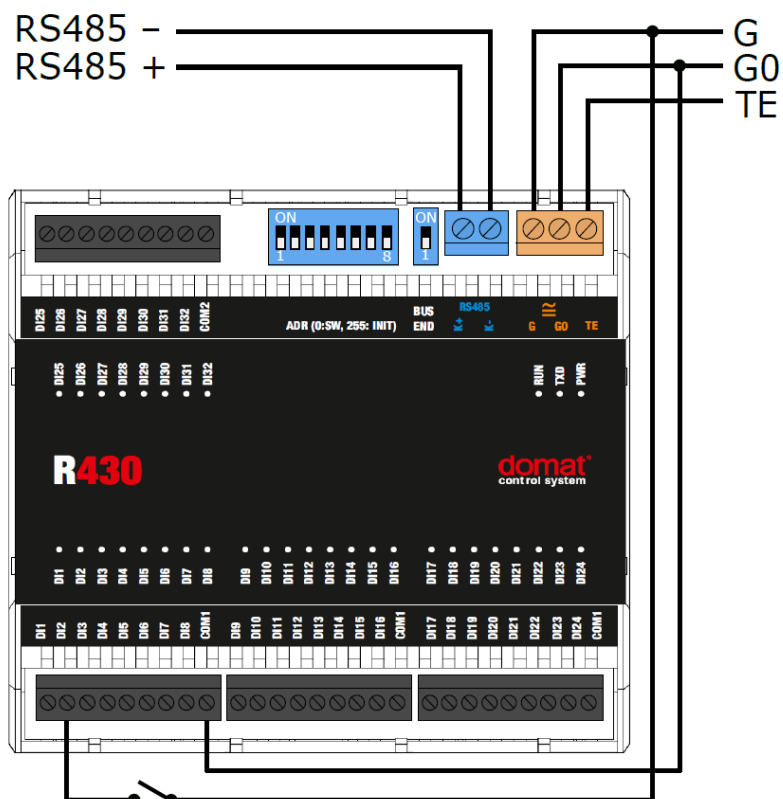 RS485 –
RS485 +
G
G0
TE
ON
1 8
ON
1
DI25 DI26 DI27 DI28 DI29 DI30 DI31 DI32 COM2
ADR (0:SW, 255: INIT)
BUS
END
RS485
K+ K-
G G0 TE
DI25 DI26 DI27 DI28 DI29 DI30 DI31 DI32
RUN TXD PWR
R430
domat
control system
DI1 DI2 DI3 DI4 DI5 DI6 DI7 DI8 DI9 DI10 DI11 DI12 DI13 DI14 DI15 DI16 DI17 DI18 DI19 DI20 DI21 DI22 DI23 DI24
DI1 DI2 DI3 DI4 DI5 DI6 DI7 DI8 COM1 DI9 DI10 DI11 DI12 DI13 DI14 DI15 DI16 COM1 DI17 DI18 DI19 DI20 DI21 DI22 DI23 DI24 COM1